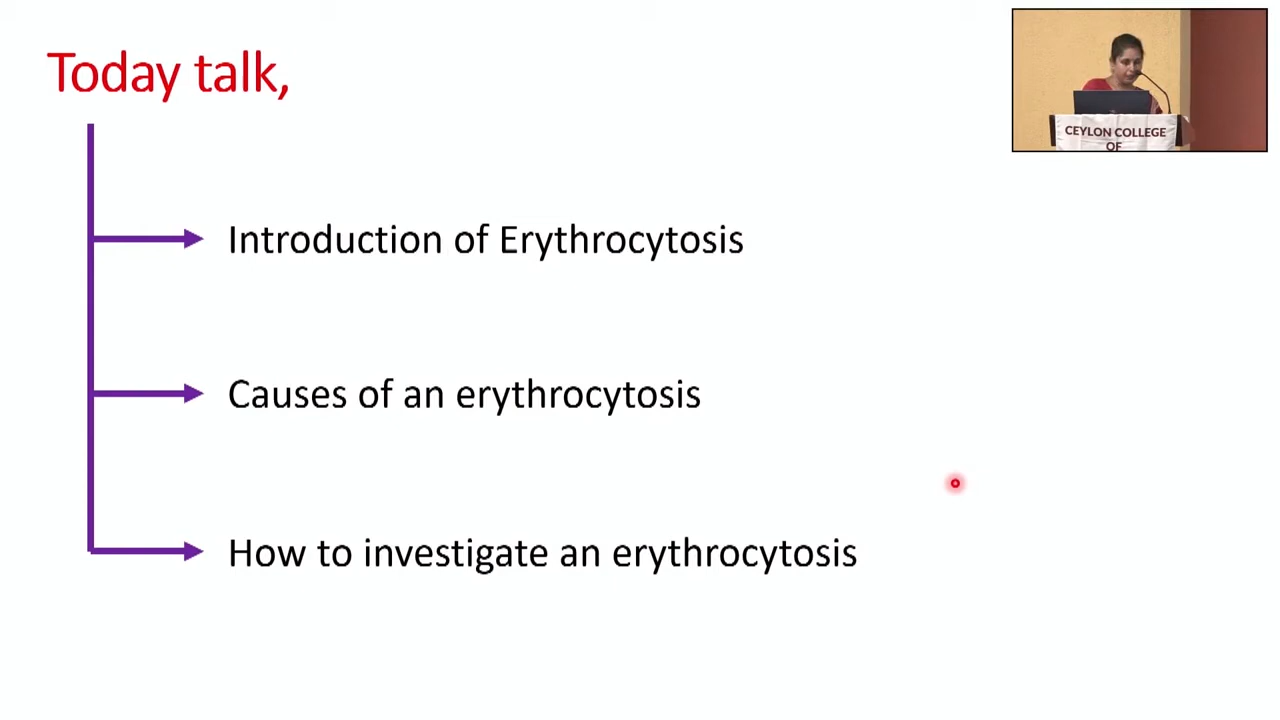 Today talk,
CEYLON COLLEGE
OF
Introduction of Erythrocytosis
Causes of an erythrocytosis
How to investigate an erythrocytosis